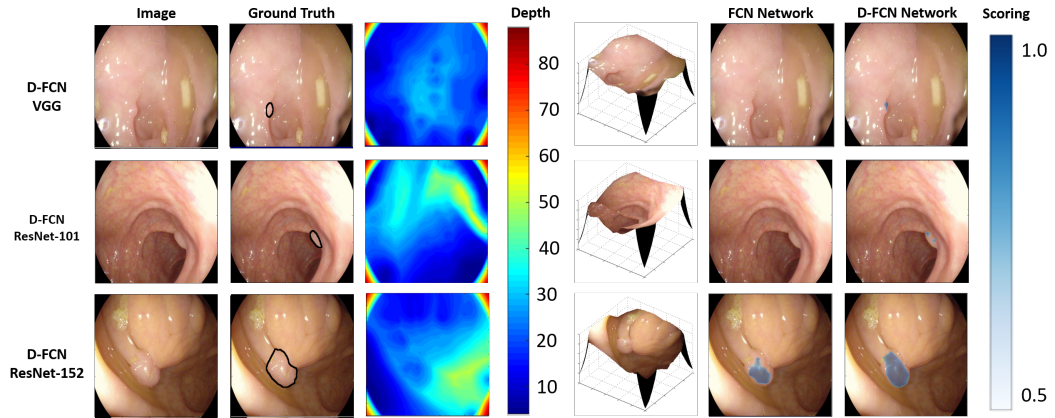 Image
Ground Truth
Depth
FCN Network
D-FCN Network
Scoring
D-FCN
VGG
D-FCN
ResNet-101
D-FCN
ResNet-152
80
70
60
50
40
30
20
10
1.0
0.5